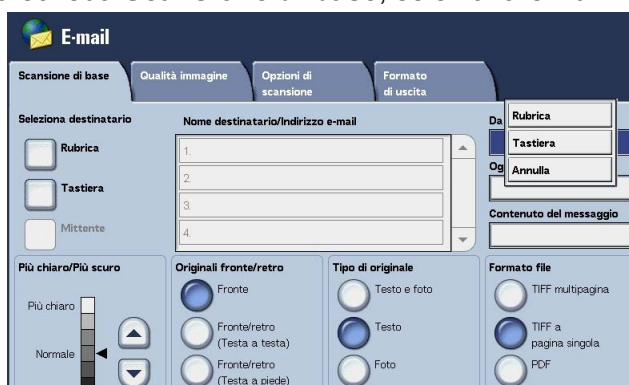 E-mail
Scansione di base
Qualità immagine
Opzioni di
scansione
Formato
di uscita
Seleziona destinatario
Rubrica
Tastiera
Mittente
Nome destinatario/Indirizzo e-mail
1.
2.
3.
4.
Da
Rubrica
Tastiera
Annulla
Og
Contenuto del messaggio
Più chiaro/Più scuro
Più chiaro
Normale
Originali fronte/retro
Fronte
Fronte/retro
(Testa a testa)
Fronte/retro
(Testa a piede)
Tipo di originale
Testo e foto
Testo
Foto
Formato file
TIFF multipagina
TIFF a
pagina singola
PDF